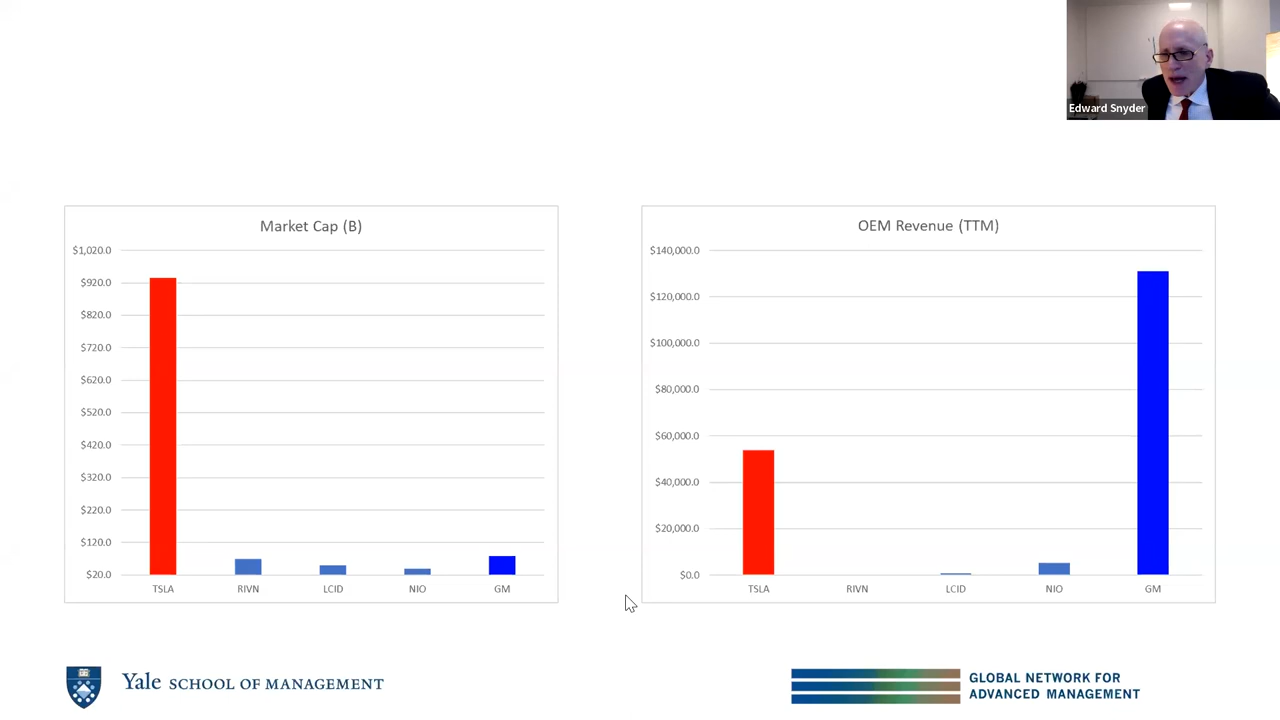 Edward Snyder
Market Cap (B)
$1,020.0
$920.0
$820.0
$720.0
$620.0
$520.0
$420.0
$320.0
$220.0
$120.0
$20.0
TSLA RIVN LCID NIO GM
OEM Revenue (TTM)
$140,000.0
$120,000.0
$100,000.0
$80,000.0
$60,000.0
$40,000.0
$20,000.0
$0.0
TSLA RIVN LCID NIO GM
Yale SCHOOL OF MANAGEMENT
GLOBAL NETWORK FOR
ADVANCED MANAGEMENT